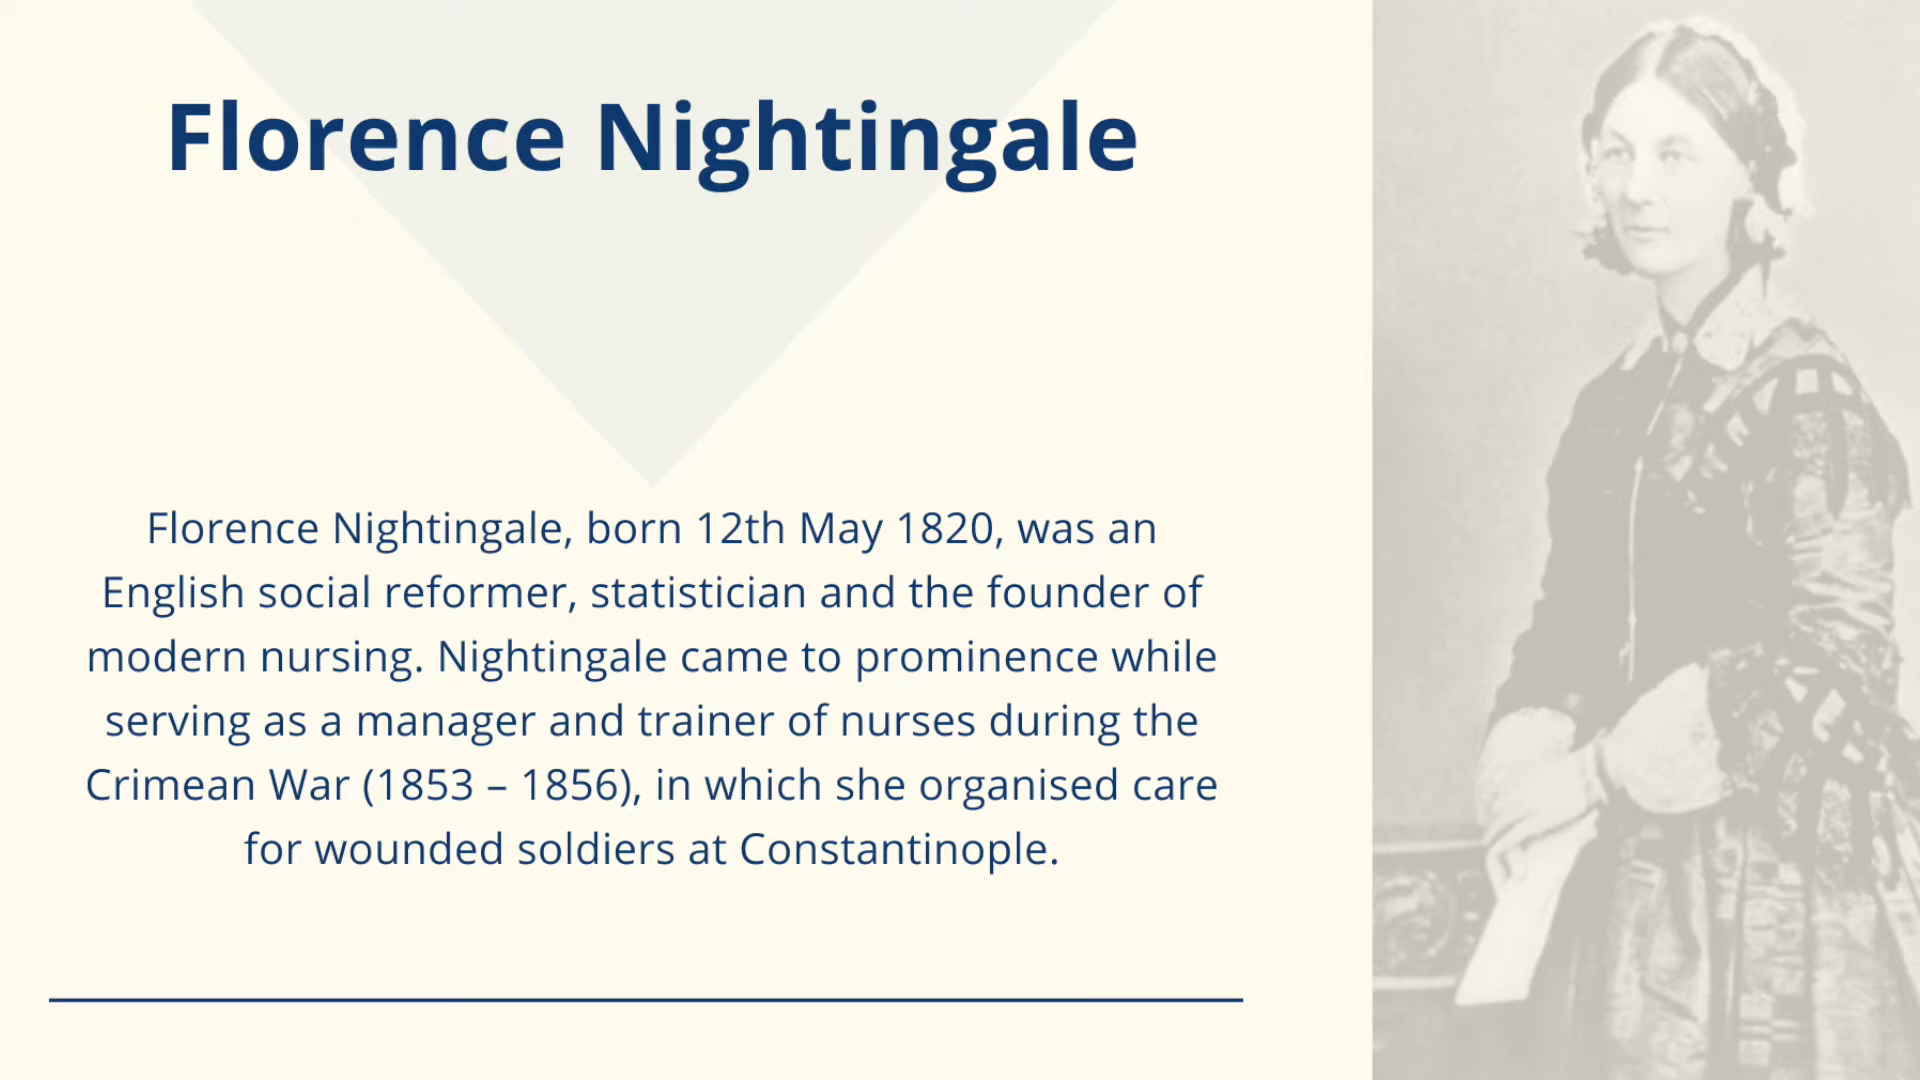 Florence Nightingale
Florence Nightingale, born 12th May 1820, was an
English social reformer, statistician and the founder of
modern nursing. Nightingale came to prominence while
serving as a manager and trainer of nurses during the
Crimean War (1853 – 1856), in which she organised care
for wounded soldiers at Constantinople.